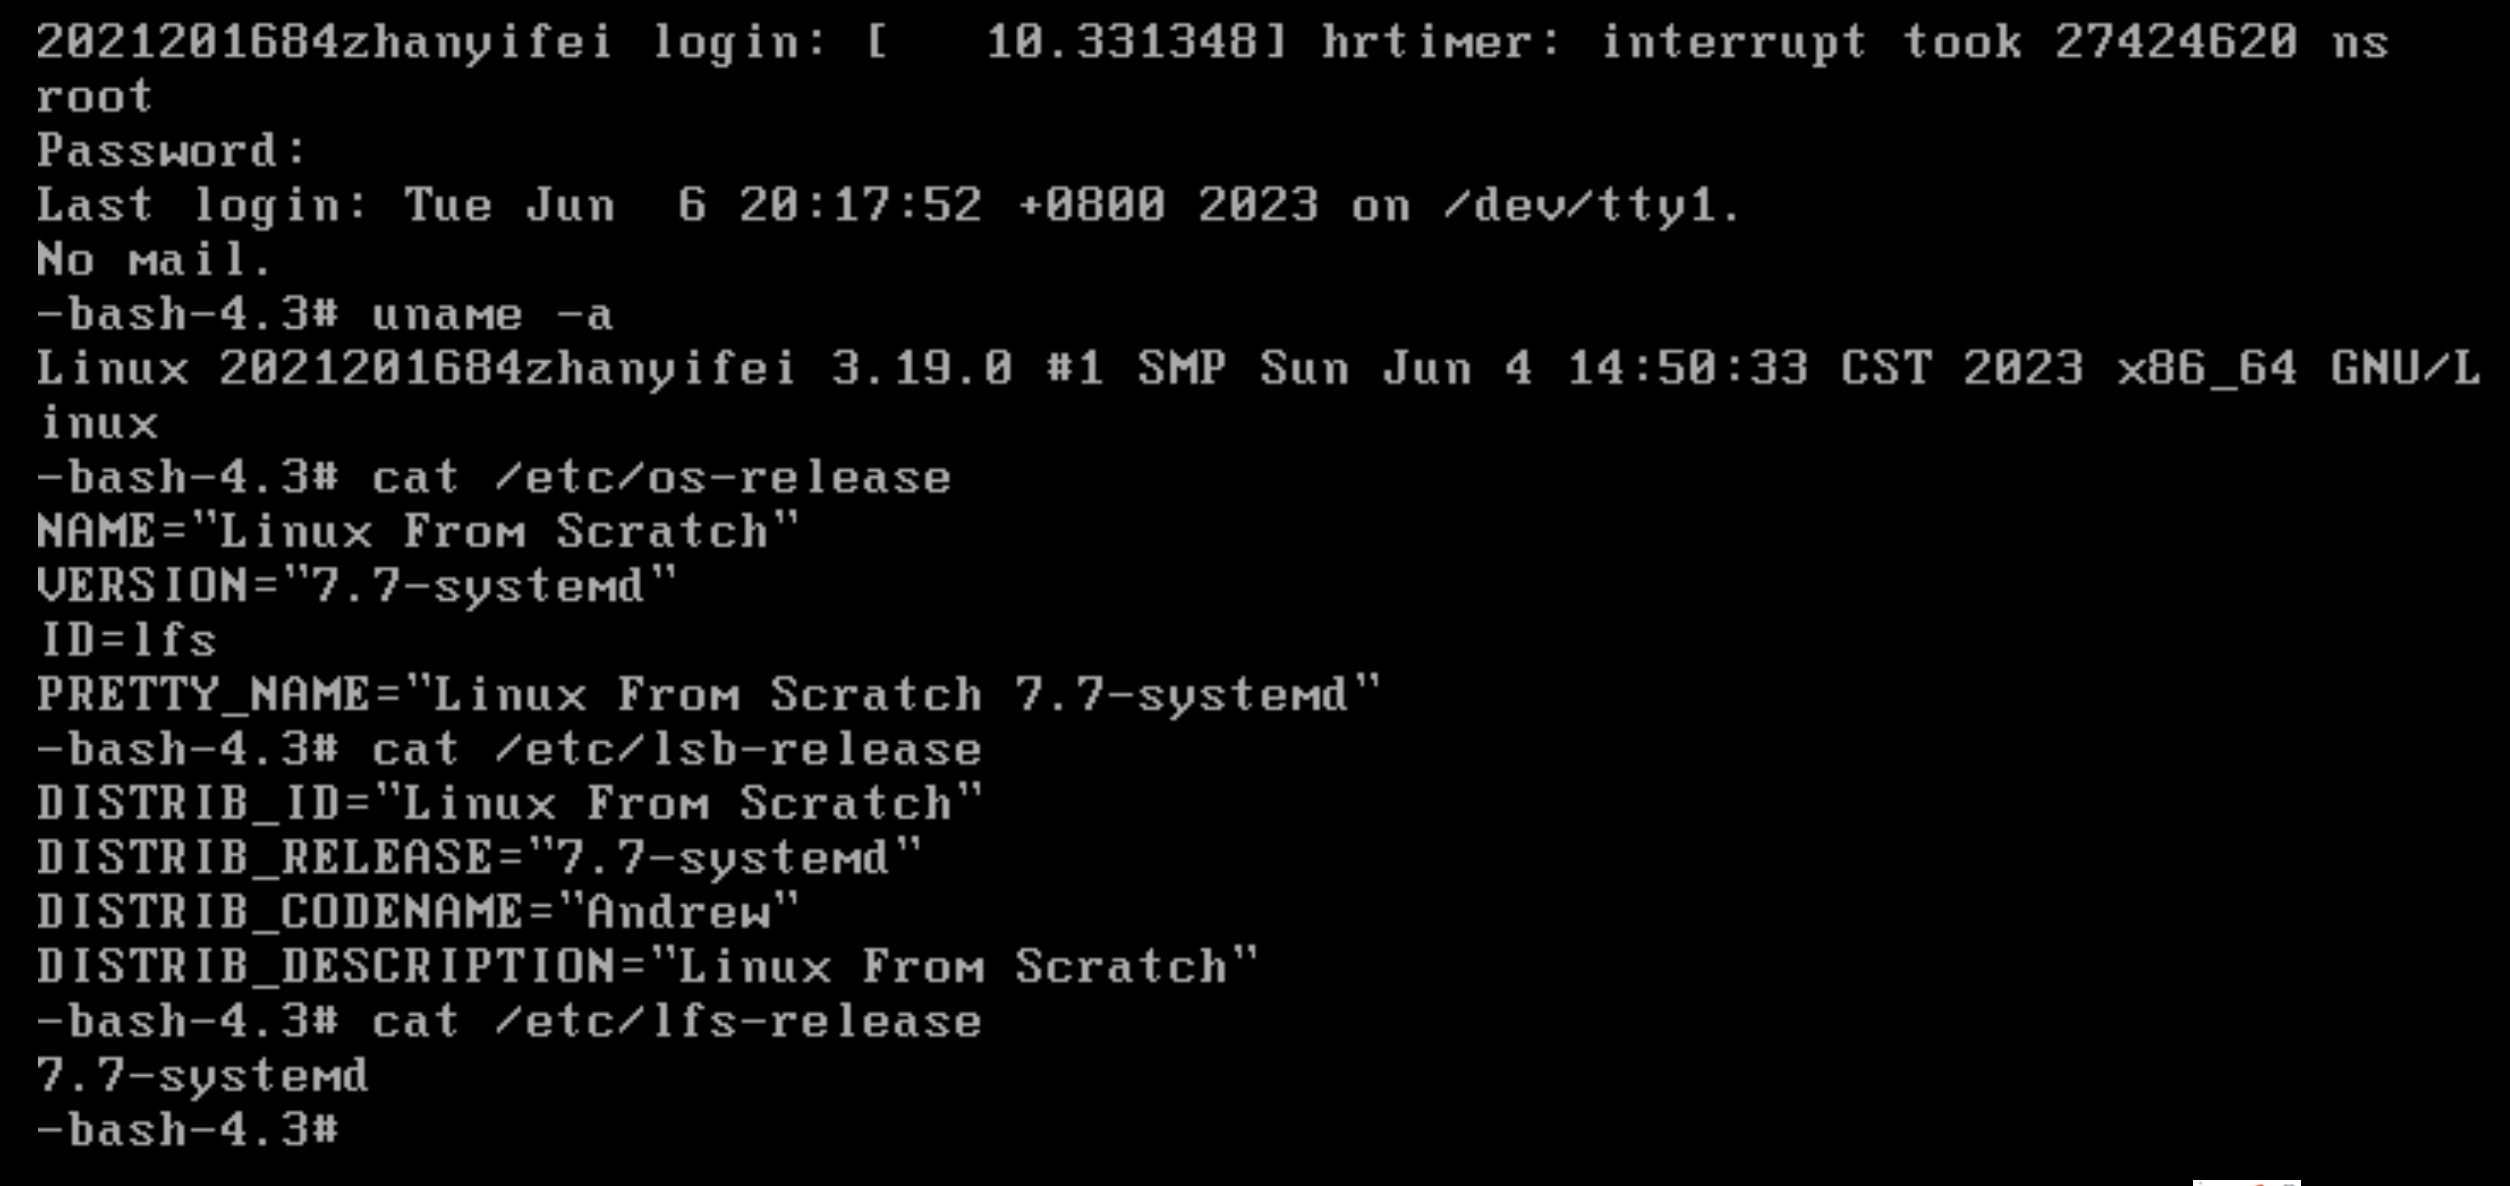 2021201684zhanyifei login: [   10.331348] hrtimer: interrupt took 27424620 ns
root
Password:
Last login: Tue Jun  6 20:17:52 +0800 2023 on /dev/tty1.
No mail.
-bash-4.3# uname -a
Linux 2021201684zhanyifei 3.19.0 #1 SMP Sun Jun 4 14:50:33 CST 2023 x86_64 GNU/L
inux
-bash-4.3# cat /etc/os-release
NAME="Linux From Scratch"
VERSION="7.7-systemd"
ID=lfs
PRETTY_NAME="Linux From Scratch 7.7-systemd"
-bash-4.3# cat /etc/lsb-release
DISTRIB_ID="Linux From Scratch"
DISTRIB_RELEASE="7.7-systemd"
DISTRIB_CODENAME="Andrew"
DISTRIB_DESCRIPTION="Linux From Scratch"
-bash-4.3# cat /etc/lfs-release
7.7-systemd
-bash-4.3#